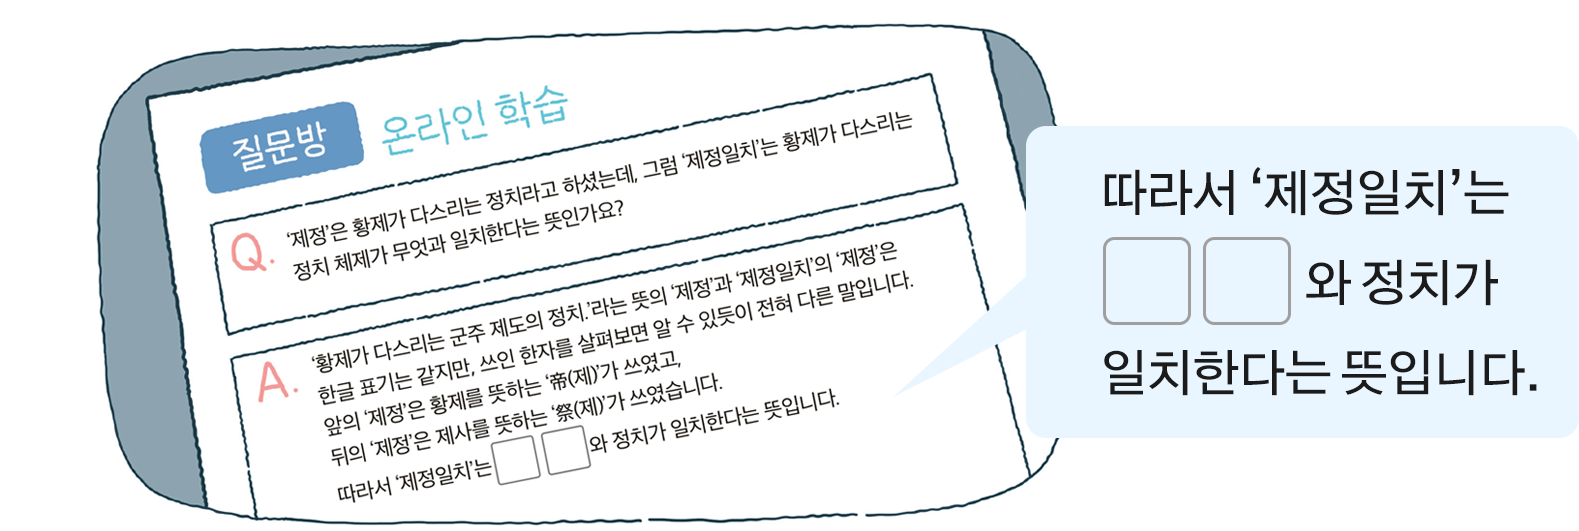 질문방 온라인 학습
Q. ‘제정’은 황제가 다스리는 정치라고 하셨는데, 그럼 ‘제정일치’는 황제가 다스리는
정치 체제가 무엇과 일치한다는 뜻인가요?
A. ‘황제가 다스리는 군주 제도의 정치.’라는 뜻의 ‘제정’과 ‘제정일치’의 ‘제정’은
한글 표기는 같지만, 쓰인 한자를 살펴보면 알 수 있듯이 전혀 다른 말입니다.
앞의 ‘제정’은 황제를 뜻하는 ‘帝(제)’가 쓰였고,
뒤의 ‘제정’은 제사를 뜻하는 ‘祭(제)’가 쓰였습니다.
따라서 ‘제정일치’는 와 정치가 일치한다는 뜻입니다.
따라서 ‘제정일치’는
와 정치가
일치한다는 뜻입니다.